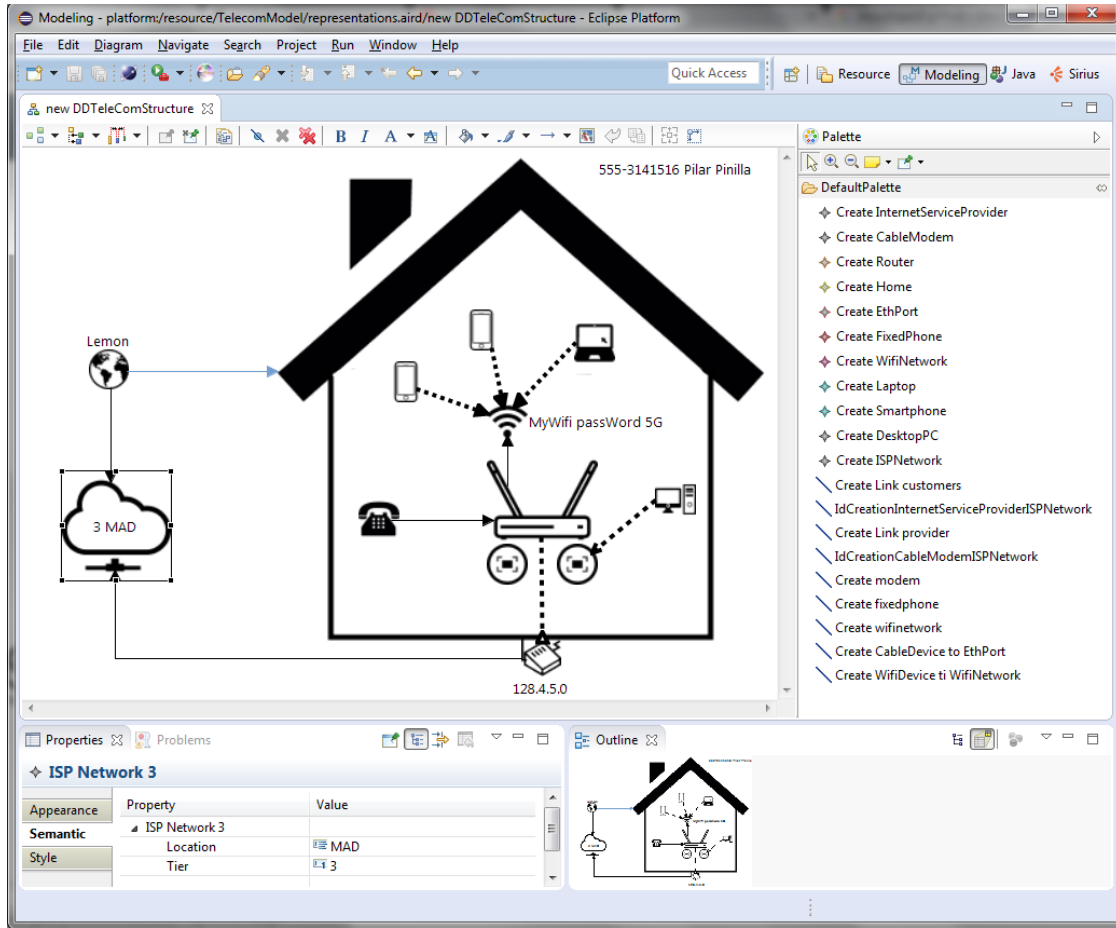 Modeling - platform:/resource/TelecomModel/representations.aird/new DDTeleComStructure - Eclipse Platform
File Edit Diagram Navigate Search Project Run Window Help
Quick Access Resource Modeling Java Sirius
new DDTeleComStructure
B I A
Palette
555-3141516 Pilar Pinilla
DefaultPalette
Create InternetServiceProvider
Create CableModem
Create Router
Create Home
Create EthPort
Create FixedPhone
Create WifiNetwork
Create Laptop
Create Smartphone
Create DesktopPC
Create ISPNetwork
Create Link customers
IdCreationInternetServiceProviderISPNetwork
Create Link provider
IdCreationCableModemISPNetwork
Create modem
Create fixedphone
Create wifinetwork
Create CableDevice to EthPort
Create WifiDevice ti WifiNetwork
Lemon
MyWifi passWord 5G
3 MAD
128.4.5.0
Properties Problems
ISP Network 3
Appearance
Semantic
Style
Property Value
ISP Network 3
Location MAD
Tier 3
Outline